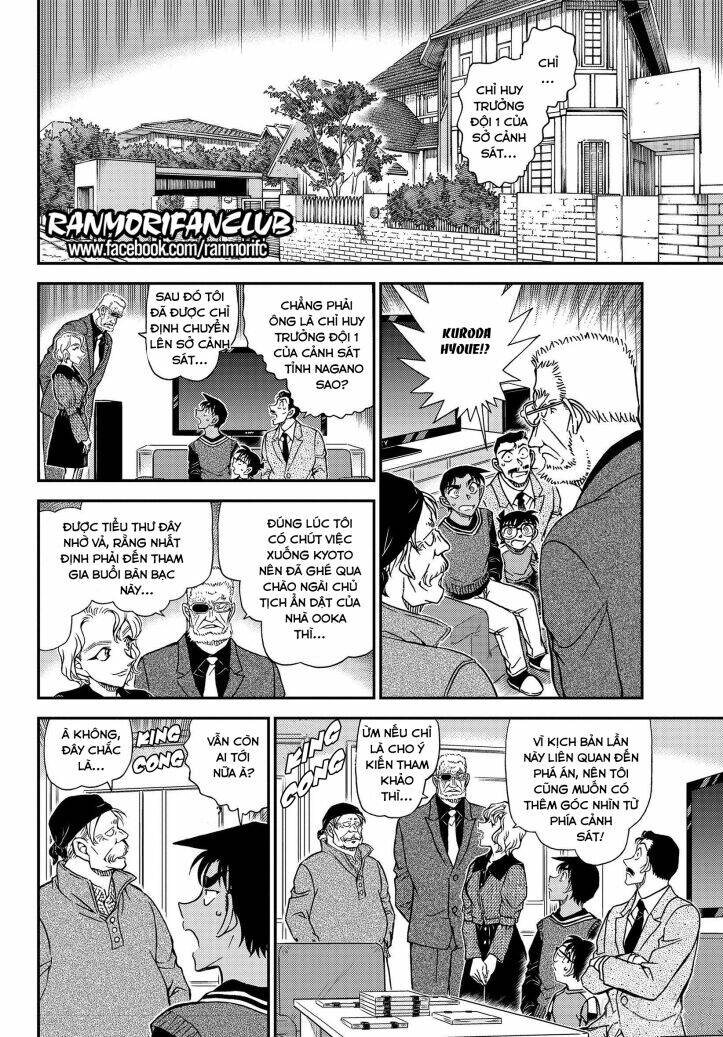 CHỈ
...
CHỈ HUY
TRƯỞNG
ĐỘI 1 CỦA
SỞ CẢNH
SÁT...
RANMORIFANCLUB
www.facebook.com/ranmorifc
KURODA
HYOUE!?
CHẲNG PHẢI
ÔNG LÀ CHỈ HUY
TRƯỞNG ĐỘI 1
CỦA CẢNH SÁT
TỈNH NAGANO
SAO?
SAU ĐÓ TÔI
ĐÃ ĐƯỢC CHỈ
ĐỊNH CHUYỂN
LÊN SỞ CẢNH
SÁT...
ĐÚNG LÚC TÔI
CÓ CHÚT VIỆC
XUỐNG KYOTO
NÊN ĐÃ GHÉ QUA
CHÀO NGÀI CHỦ
TỊCH ẨN DẬT CỦA
NHÀ OOKA
THÌ...
ĐƯỢC TIỂU THƯ ĐÂY
NHỜ VẢ, RẰNG NHẤT
ĐỊNH PHẢI ĐẾN THAM
GIA BUỔI BÀN BẠC
NÀY...
VÌ KỊCH BẢN LẦN
NÀY LIÊN QUAN ĐẾN
PHÁ ÁN, NÊN TÔI
CŨNG MUỐN CÓ
THÊM GÓC NHÌN TỪ
PHÍA CẢNH
SÁT!
ỪM NẾU CHỈ
LÀ CHO Ý
KIẾN THAM
KHẢO
THÌ...
KING
CONG
VẪN CÒN
AI TỚI
NỮA À?
KING
CONG
À KHÔNG,
ĐÂY CHẮC
LÀ...